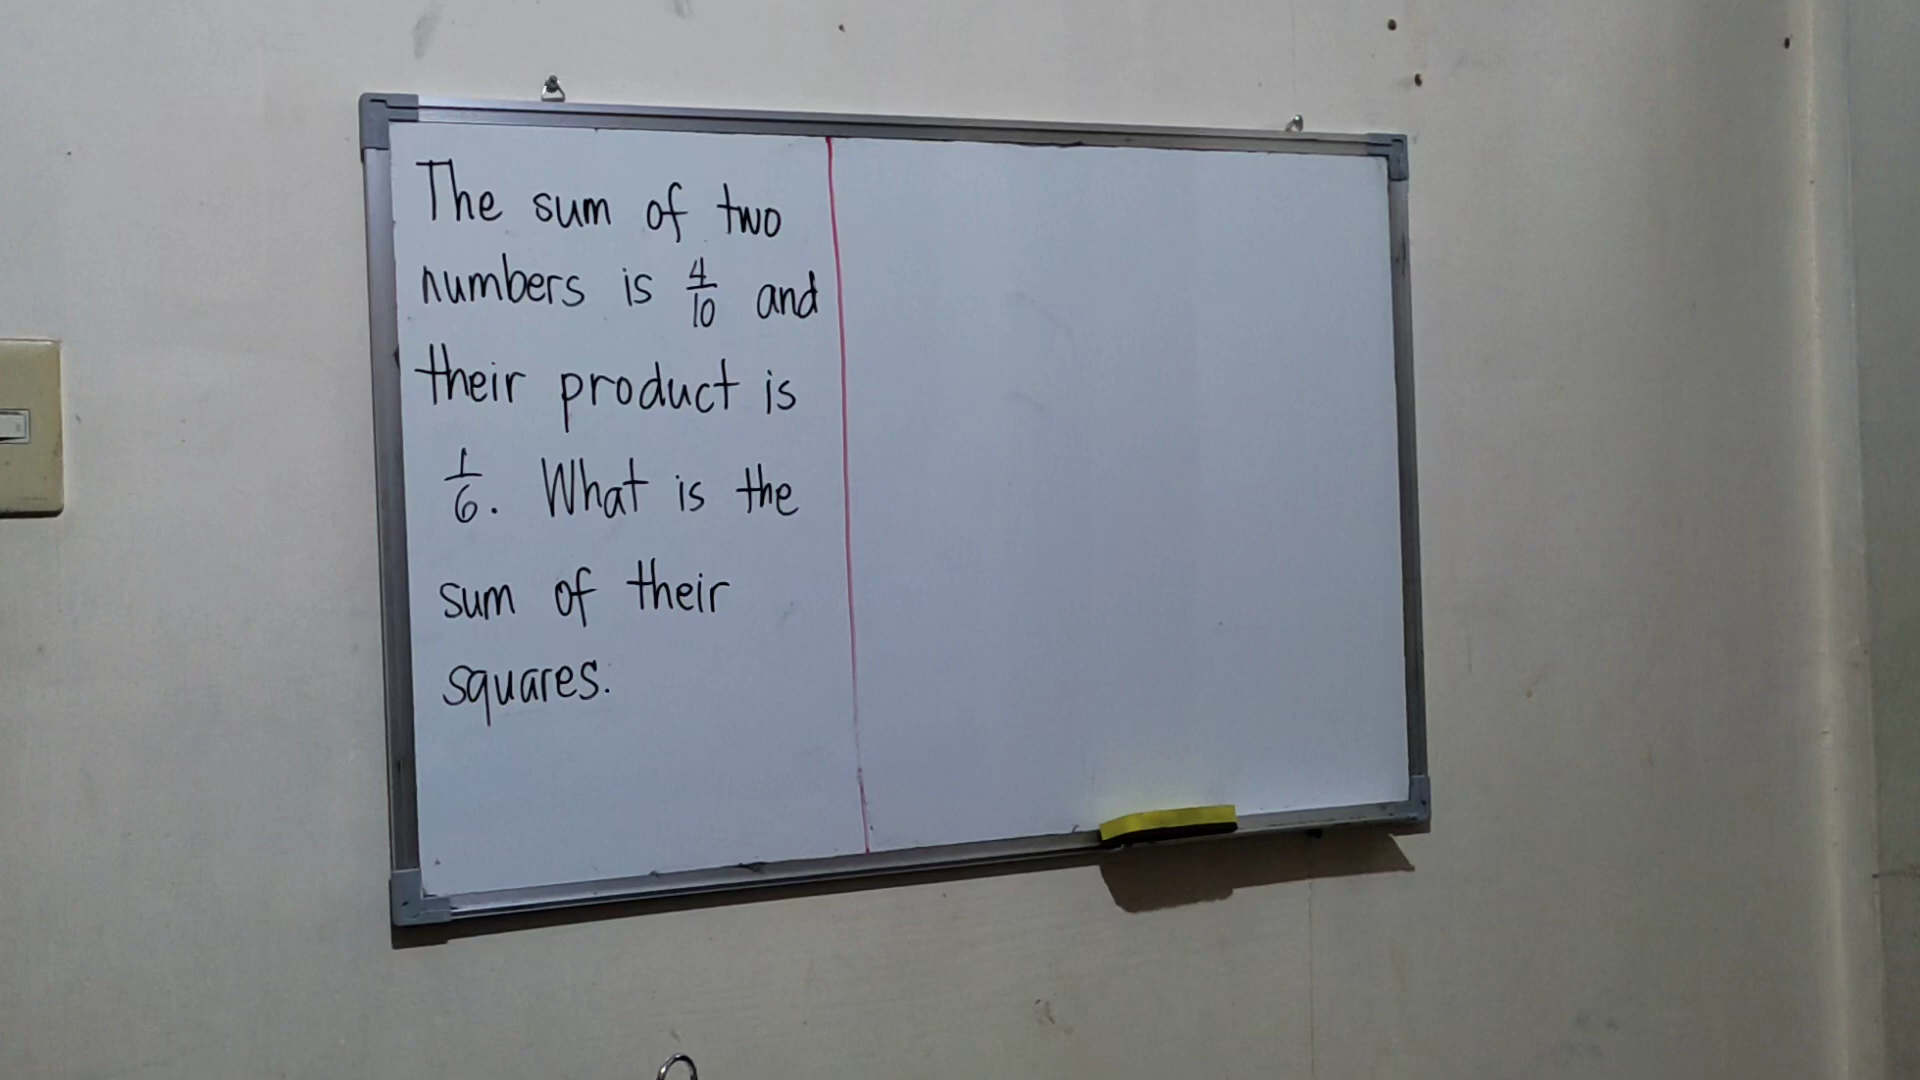 The sum of two
numbers is 4/10 and
their product is
1/6. What is the
sum of their
squares.